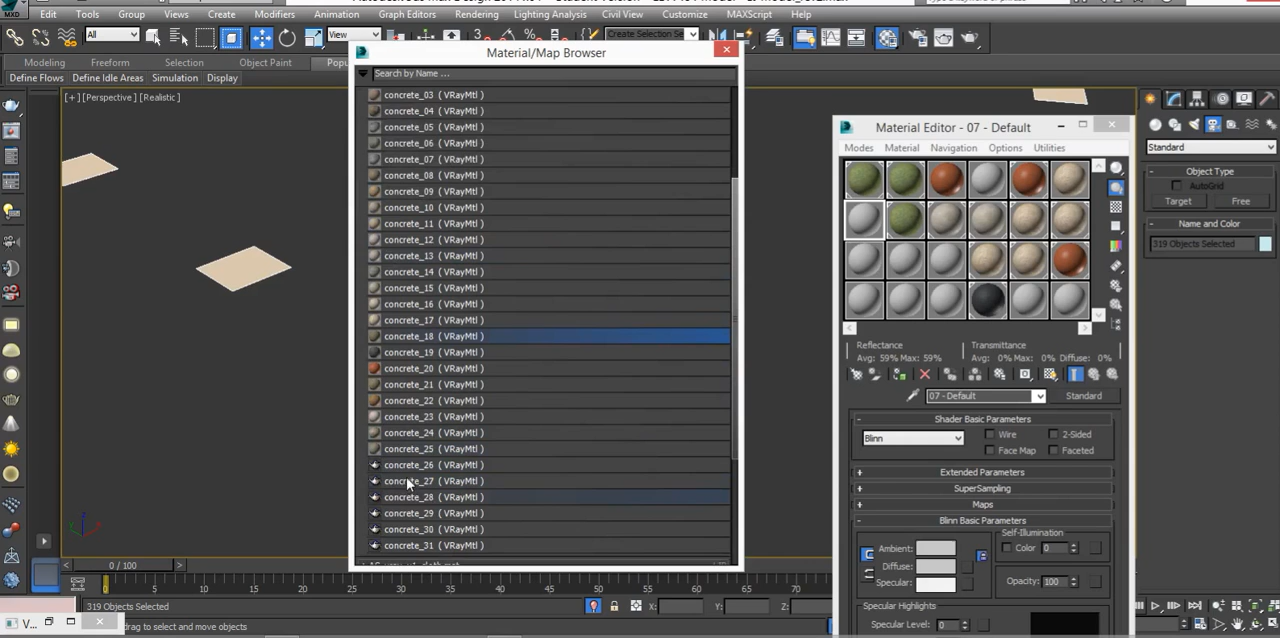 MXD
Edit Tools Group Views Create Modifiers Animation Graph Editors Rendering Lighting Analysis Civil View Customize MAXScript Help
All View Create Selection Se
Modeling Freeform Selection Object Paint
Define Flows Define Idle Areas Simulation Display
[+] [Perspective] [Realistic]
Material/Map Browser
Search by Name ...
concrete_03 ( VRayMtl )
concrete_04 ( VRayMtl )
concrete_05 ( VRayMtl )
concrete_06 ( VRayMtl )
concrete_07 ( VRayMtl )
concrete_08 ( VRayMtl )
concrete_09 ( VRayMtl )
concrete_10 ( VRayMtl )
concrete_11 ( VRayMtl )
concrete_12 ( VRayMtl )
concrete_13 ( VRayMtl )
concrete_14 ( VRayMtl )
concrete_15 ( VRayMtl )
concrete_16 ( VRayMtl )
concrete_17 ( VRayMtl )
concrete_18 ( VRayMtl )
concrete_19 ( VRayMtl )
concrete_20 ( VRayMtl )
concrete_21 ( VRayMtl )
concrete_22 ( VRayMtl )
concrete_23 ( VRayMtl )
concrete_24 ( VRayMtl )
concrete_25 ( VRayMtl )
concrete_26 ( VRayMtl )
concrete_27 ( VRayMtl )
concrete_28 ( VRayMtl )
concrete_29 ( VRayMtl )
concrete_30 ( VRayMtl )
concrete_31 ( VRayMtl )
Material Editor - 07 - Default
Modes Material Navigation Options Utilities
Reflectance
Avg: 59% Max: 59%
Transmittance
Avg: 0% Max: 0% Diffuse: 0%
07 - Default Standard
Shader Basic Parameters
Blinn Wire 2-Sided
Face Map Faceted
Extended Parameters
SuperSampling
Maps
Blinn Basic Parameters
Ambient:
Diffuse:
Specular:
Self-Illumination
Color 0
Opacity: 100
Specular Highlights
Specular Level: 0
Standard
Object Type
AutoGrid
Target Free
Name and Color
319 Objects Selected
0 / 100
0 5 10 15 20 25 30 35 40 45 50 55 60 65 70 75 80 85 90 95 100
319 Objects Selected X: Y: Z:
drag to select and move objects
V...